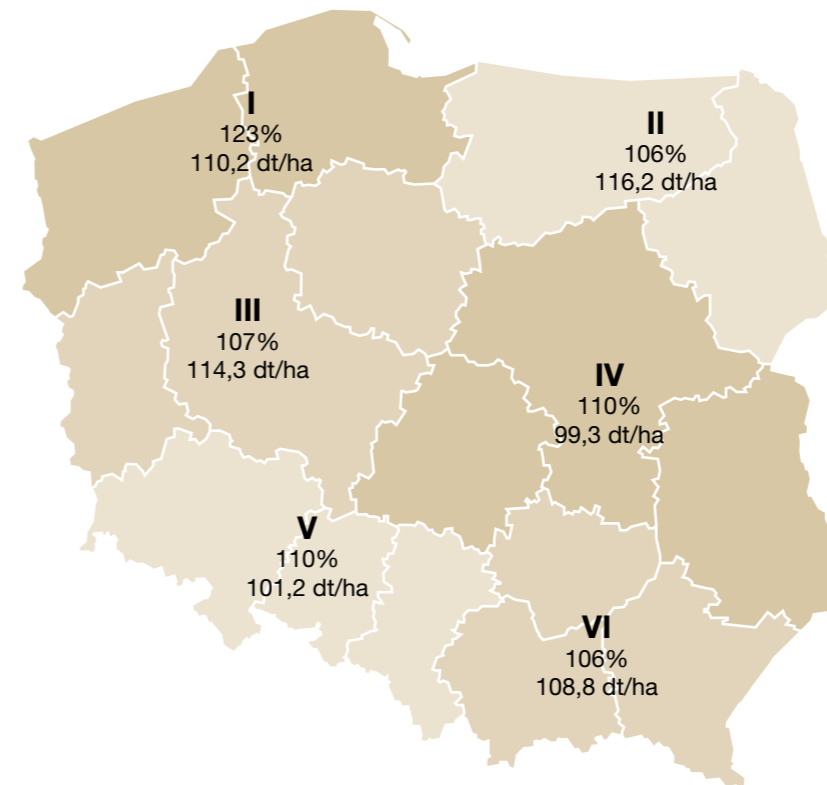 I
123%
110,2 dt/ha
II
106%
116,2 dt/ha
III
107%
114,3 dt/ha
IV
110%
99,3 dt/ha
V
110%
101,2 dt/ha
VI
106%
108,8 dt/ha